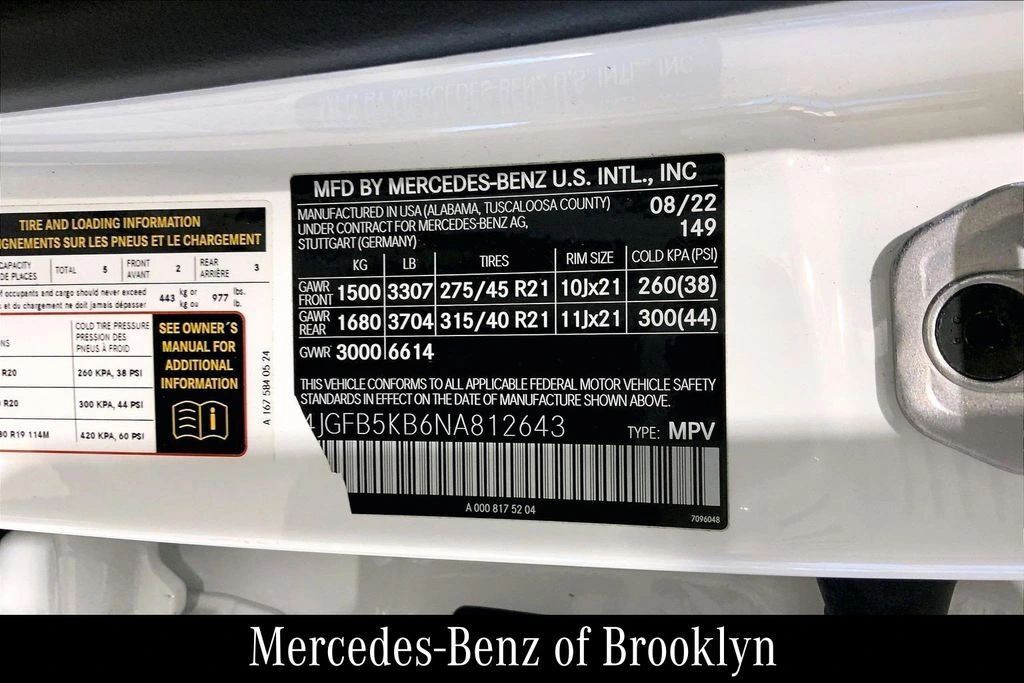 MFD BY MERCEDES-BENZ U.S. INTL., INC
MANUFACTURED IN USA (ALABAMA, TUSCALOOSA COUNTY)
UNDER CONTRACT FOR MERCEDES-BENZ AG,
STUTTGART (GERMANY)
08/22
149
KG LB TIRES RIM SIZE COLD KPA (PSI)
GAWR FRONT 1500 3307 275/45 R21 10Jx21 260(38)
GAWR REAR 1680 3704 315/40 R21 11Jx21 300(44)
GWR 3000 6614
THIS VEHICLE CONFORMS TO ALL APPLICABLE FEDERAL MOTOR VEHICLE SAFETY
STANDARDS IN EFFECT ON THE DATE OF MANUFACTURE SHOWN ABOVE.
4JGFB5KB6NA812643 TYPE: MPV
A 000 817 52 04
7096048
TIRE AND LOADING INFORMATION
IGNEMENTS SUR LES PNEUS ET LE CHARGEMENT
CAPACITY
DE PLACES
TOTAL 5
FRONT
AVANT
2
REAR
ARRIÈRE
3
of occupants and cargo should never exceed
s et du chargement ne doit jamais dépasser
443 kg or
kg ou
977 lbs.
lb.
COLD TIRE PRESSURE
PRESSION DES
PNEUS À FROID
NS
R20 260 KPA, 38 PSI
R20 300 KPA, 44 PSI
80 R19 114M 420 KPA, 60 PSI
SEE OWNER´S
MANUAL FOR
ADDITIONAL
INFORMATION
A 167 584 05 24
Mercedes-Benz of Brooklyn